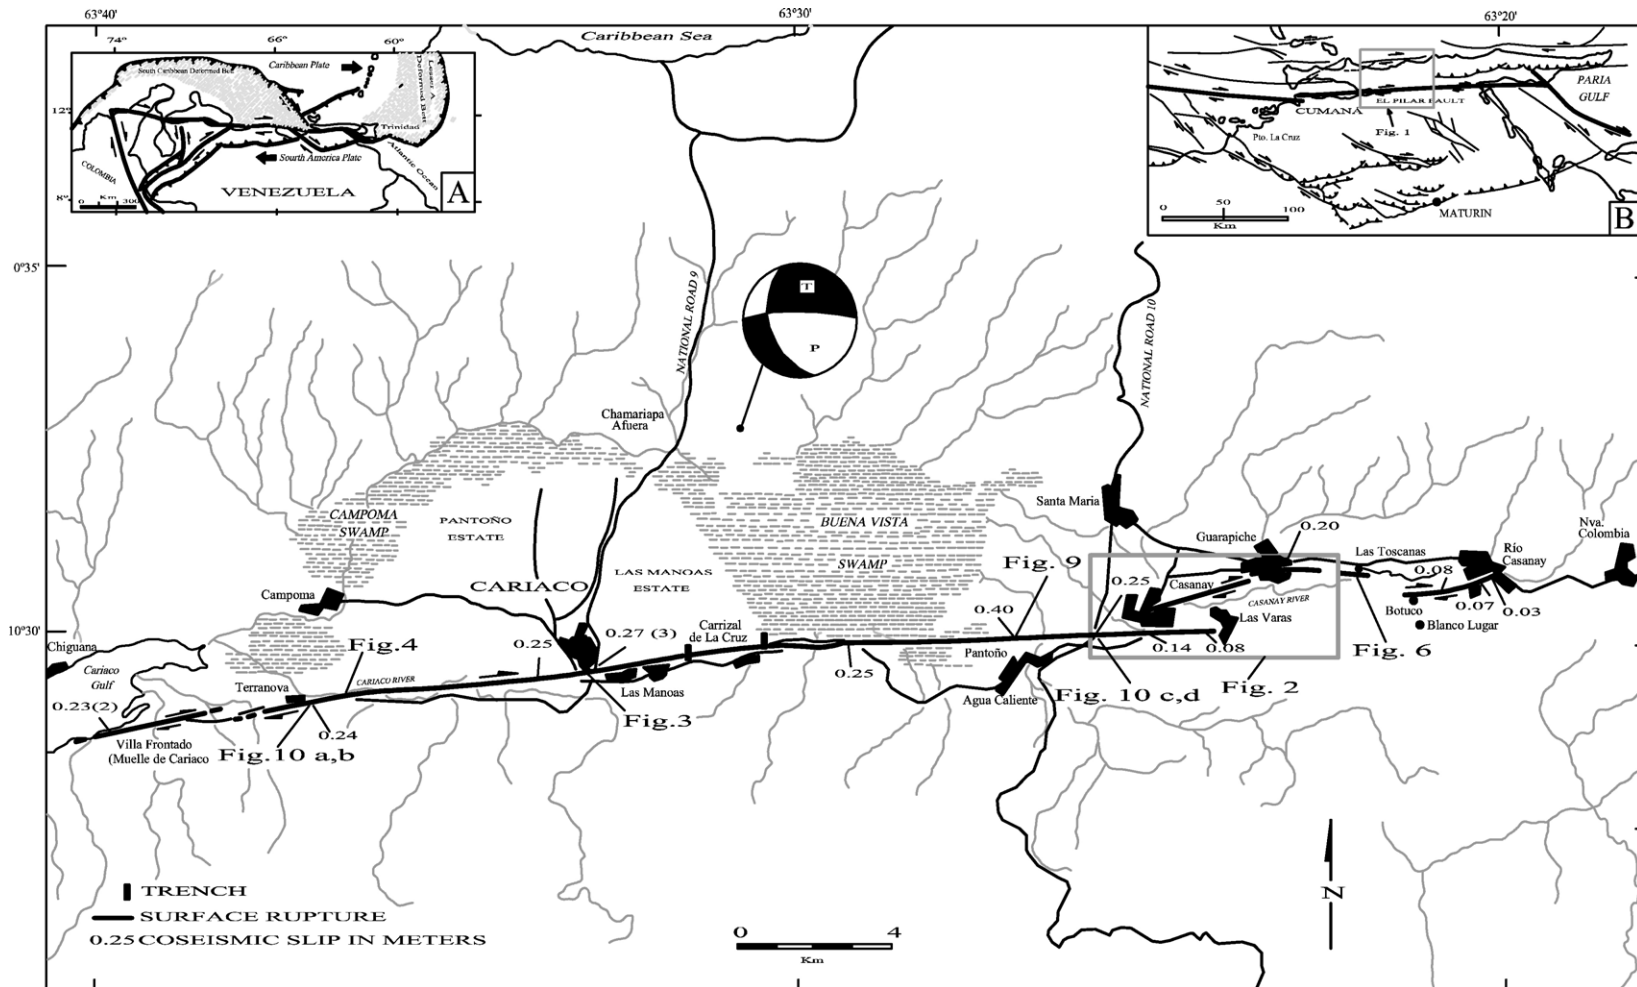 63°40'
63°30'
63°20'
Caribbean Sea
74°
66°
60°
Caribbean Plate
South Caribbean Deformed Belt
Lesser A
Deformed Belt
12°
Trinidad
Sourth America Plate
Atlantic Ocean
COLOMBIA
VENEZUELA
8°
Km
0 300
A
PARIA
GULF
CUMANA
EL PILAR FAULT
Fig. 1
Pto. La Cruz
0 50 100
Km
MATURIN
B
0°35'
NATIONAL ROAD 9
T
P
NATIONAL ROAD 10
Chamariapa
Afuera
CAMPOMA
SWAMP
PANTOÑO
ESTATE
BUENA VISTA
SWAMP
Santa Maria
Guarapiche
0.20
Nva.
Colombia
Las Toscanas
Río
Casanay
Fig. 9
LAS MANOAS
ESTATE
CARIACO
Campoma
0.25
Casanay
0.08
CASANAY RIVER
0.40
0.07
0.03
Botuco
Las Varas
Blanco Lugar
10°30'
Chiguana
0.27 (3)
Carrizal
de La Cruz
Fig.4
0.25
Pantoño
0.14
0.08
Fig. 6
Cariaco
Gulf
CARIACO RIVER
Terranova
Las Manoas
0.25
Agua Caliente
Fig. 10 c,d
Fig. 2
0.23(2)
Fig.3
0.24
Villa Frontado
(Muelle de Cariaco
Fig.10 a,b
TRENCH
SURFACE RUPTURE
0.25 COSEISMIC SLIP IN METERS
0 4
Km
N